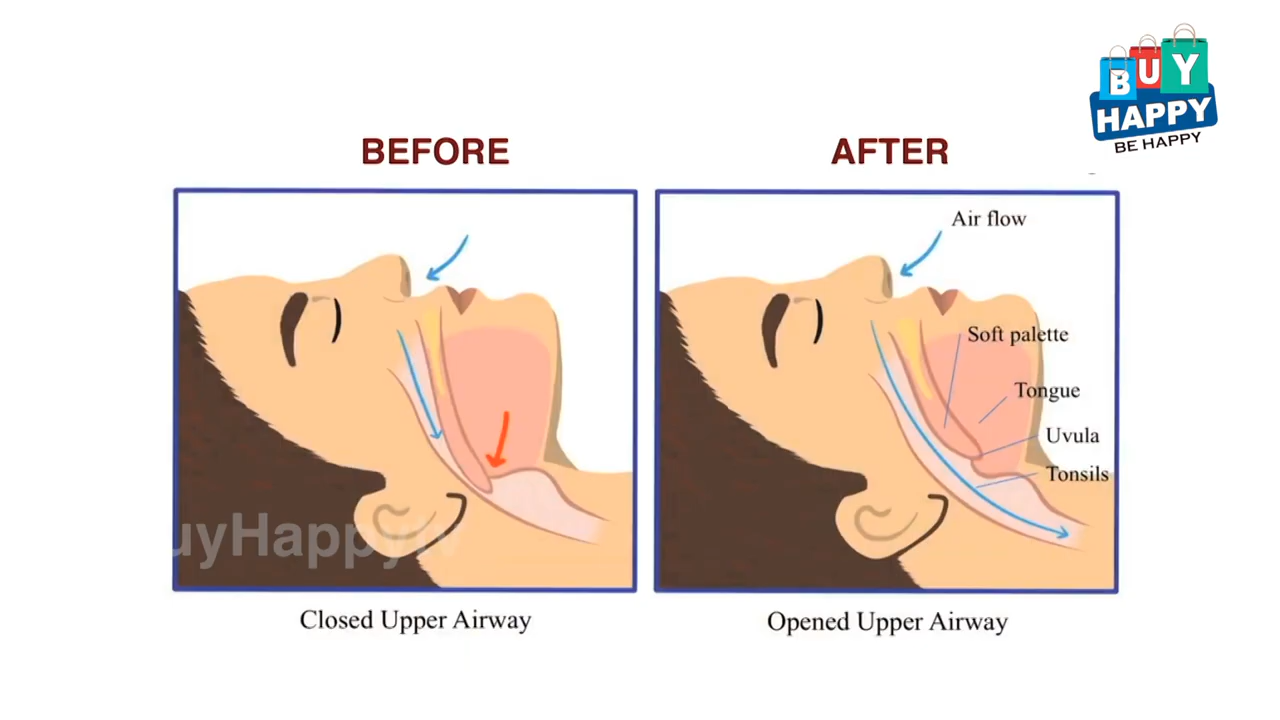 BUY
HAPPY
BE HAPPY
BEFORE
AFTER
Air flow
Soft palette
Tongue
Uvula
Tonsils
uyHappytv
Closed Upper Airway
Opened Upper Airway